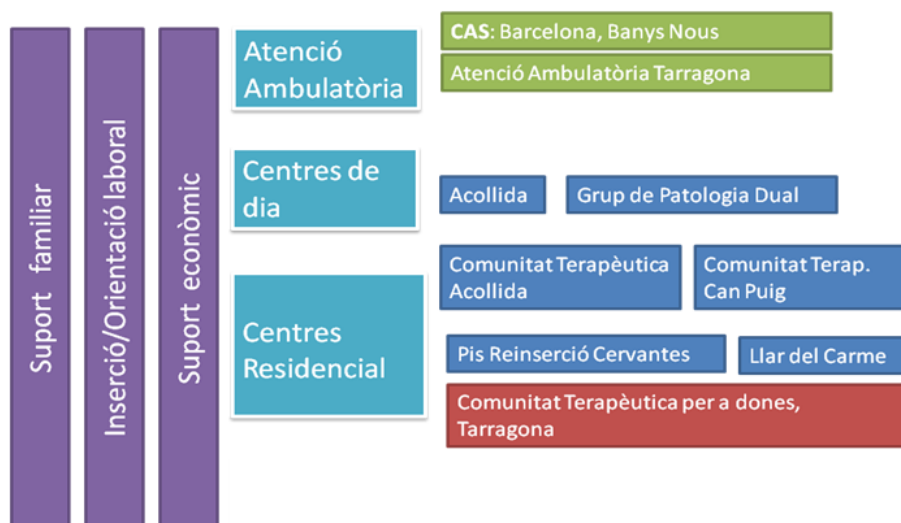 Suport familiar
Inserció/Orientació laboral
Suport econòmic
Atenció
Ambulatòria
CAS: Barcelona, Banys Nous
Atenció Ambulatòria Tarragona
Centres de
dia
Acollida
Grup de Patologia Dual
Centres
Residencial
Comunitat Terapèutica
Acollida
Comunitat Terap.
Can Puig
Pis Reinserció Cervantes
Llar del Carme
Comunitat Terapèutica per a dones,
Tarragona